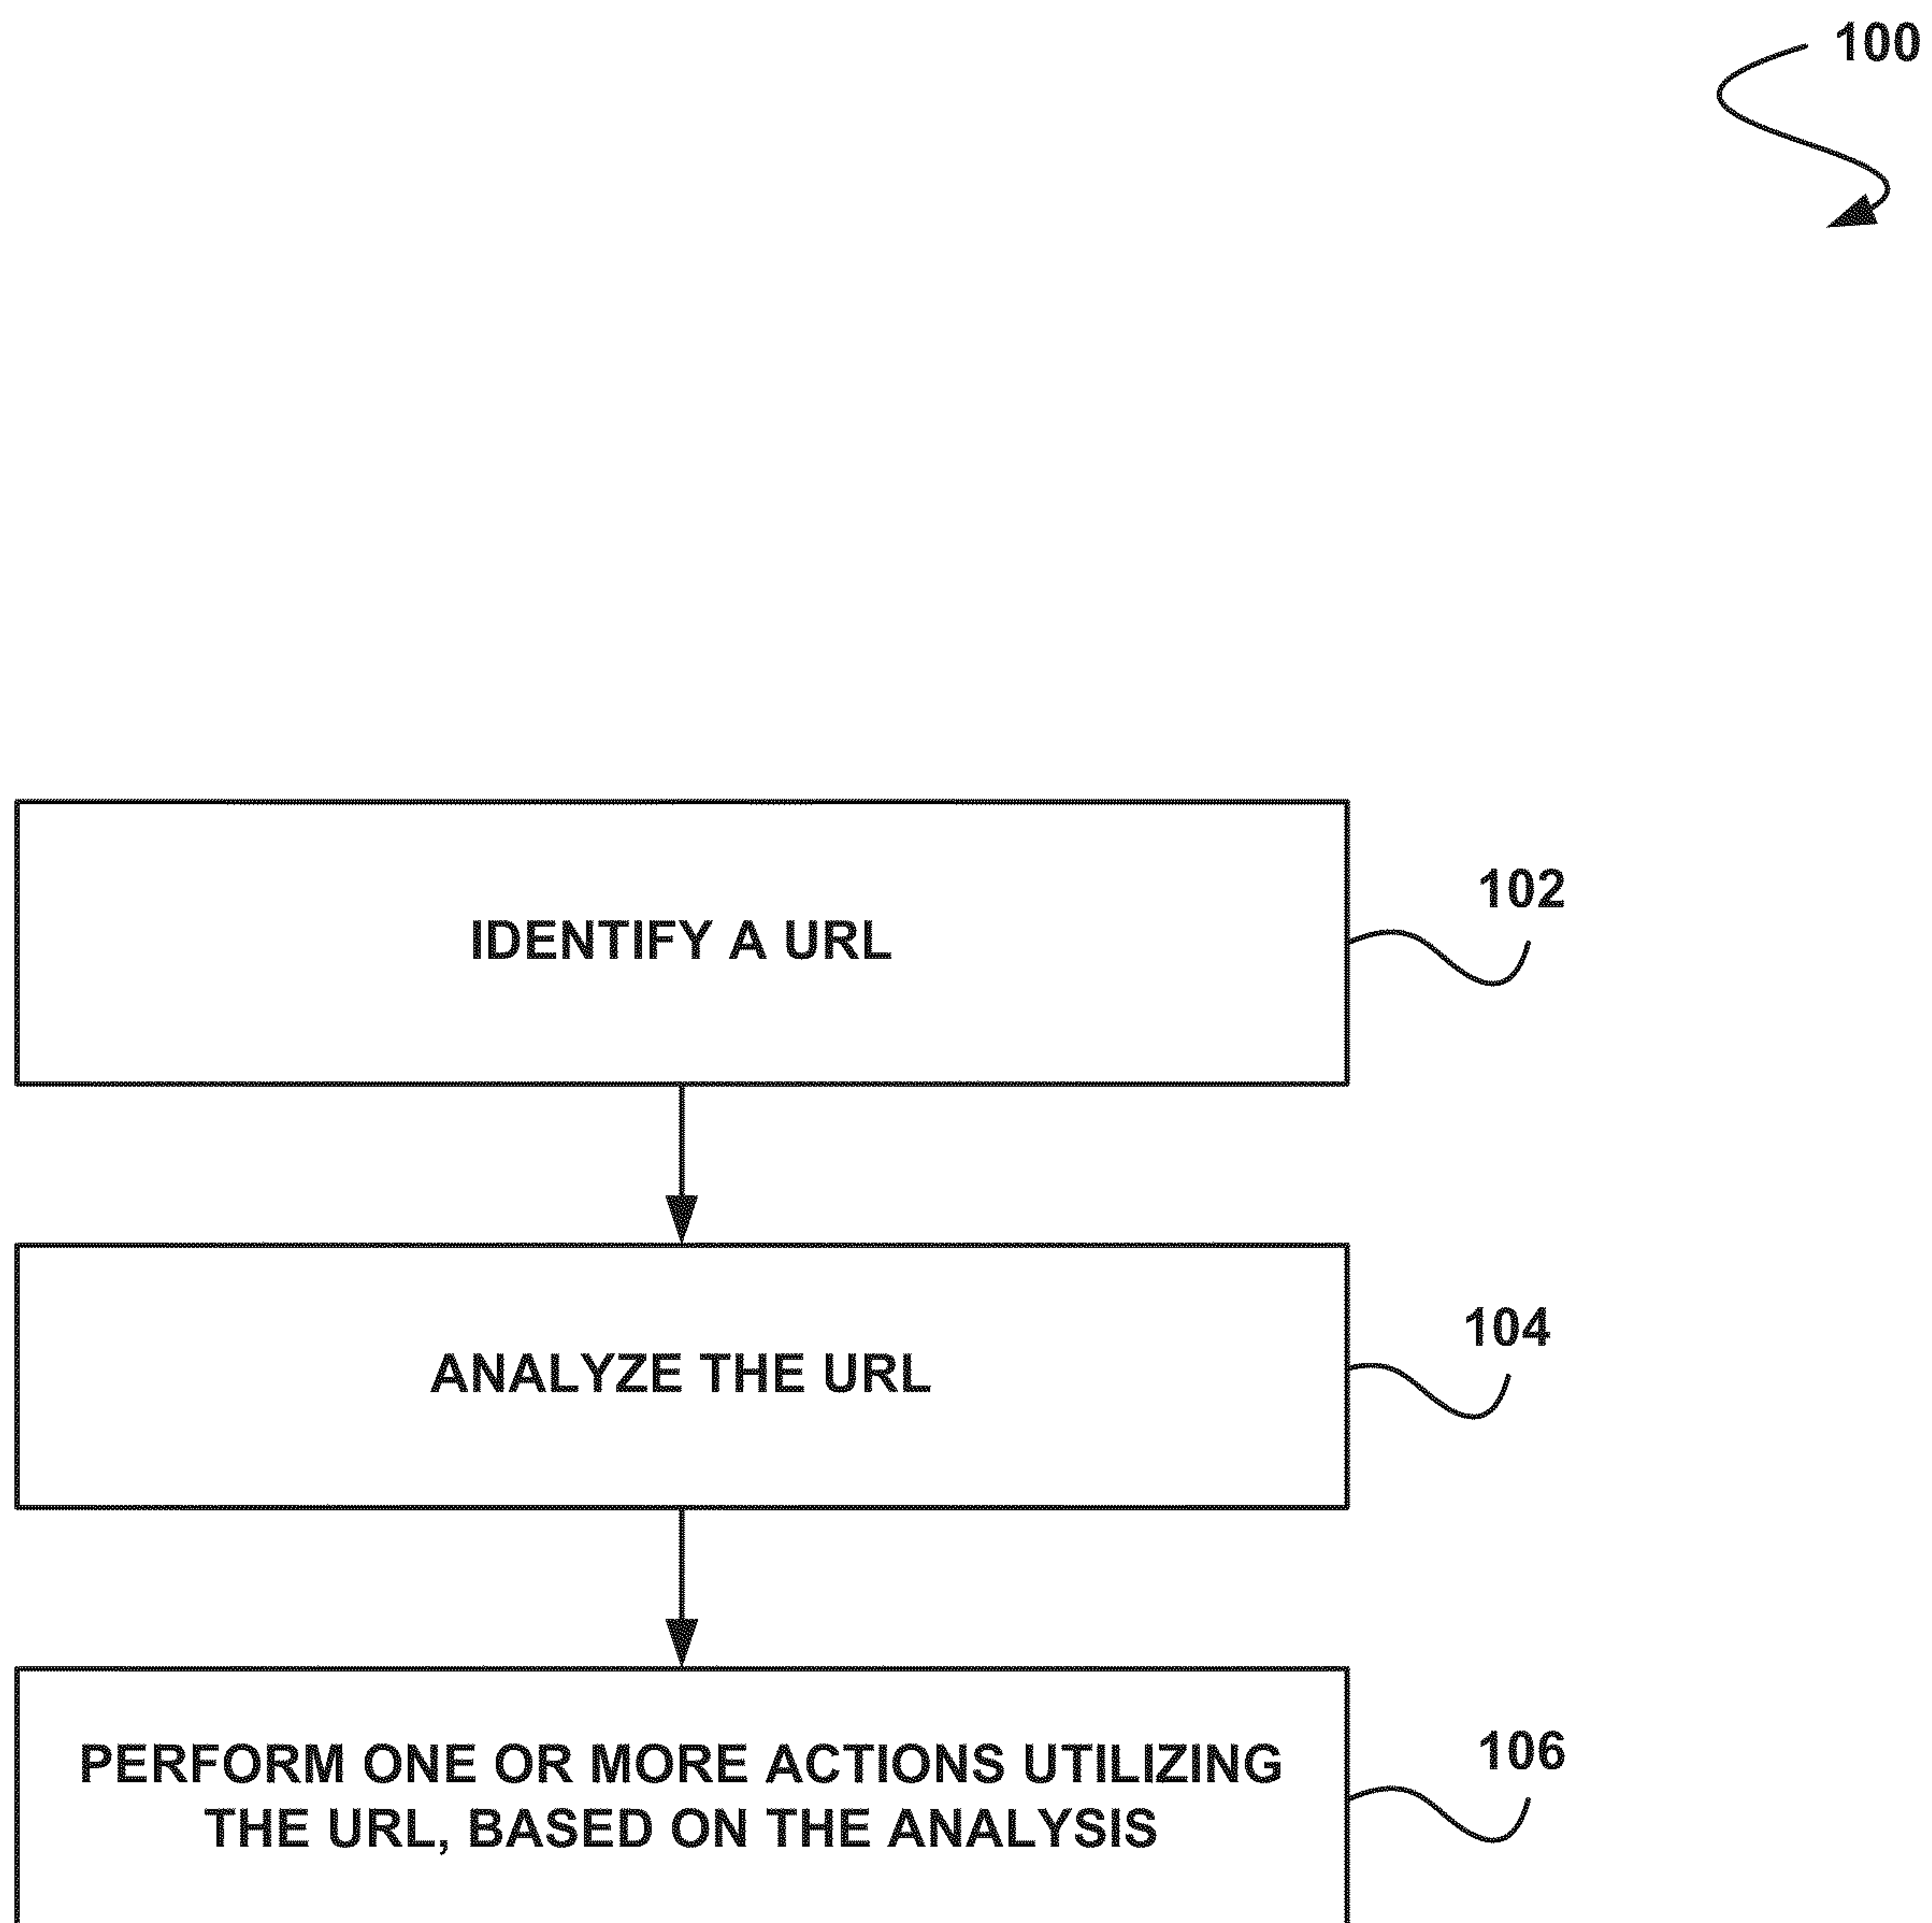 100
IDENTIFY A URL
102
ANALYZE THE URL
104
PERFORM ONE OR MORE ACTIONS UTILIZING
THE URL, BASED ON THE ANALYSIS
106